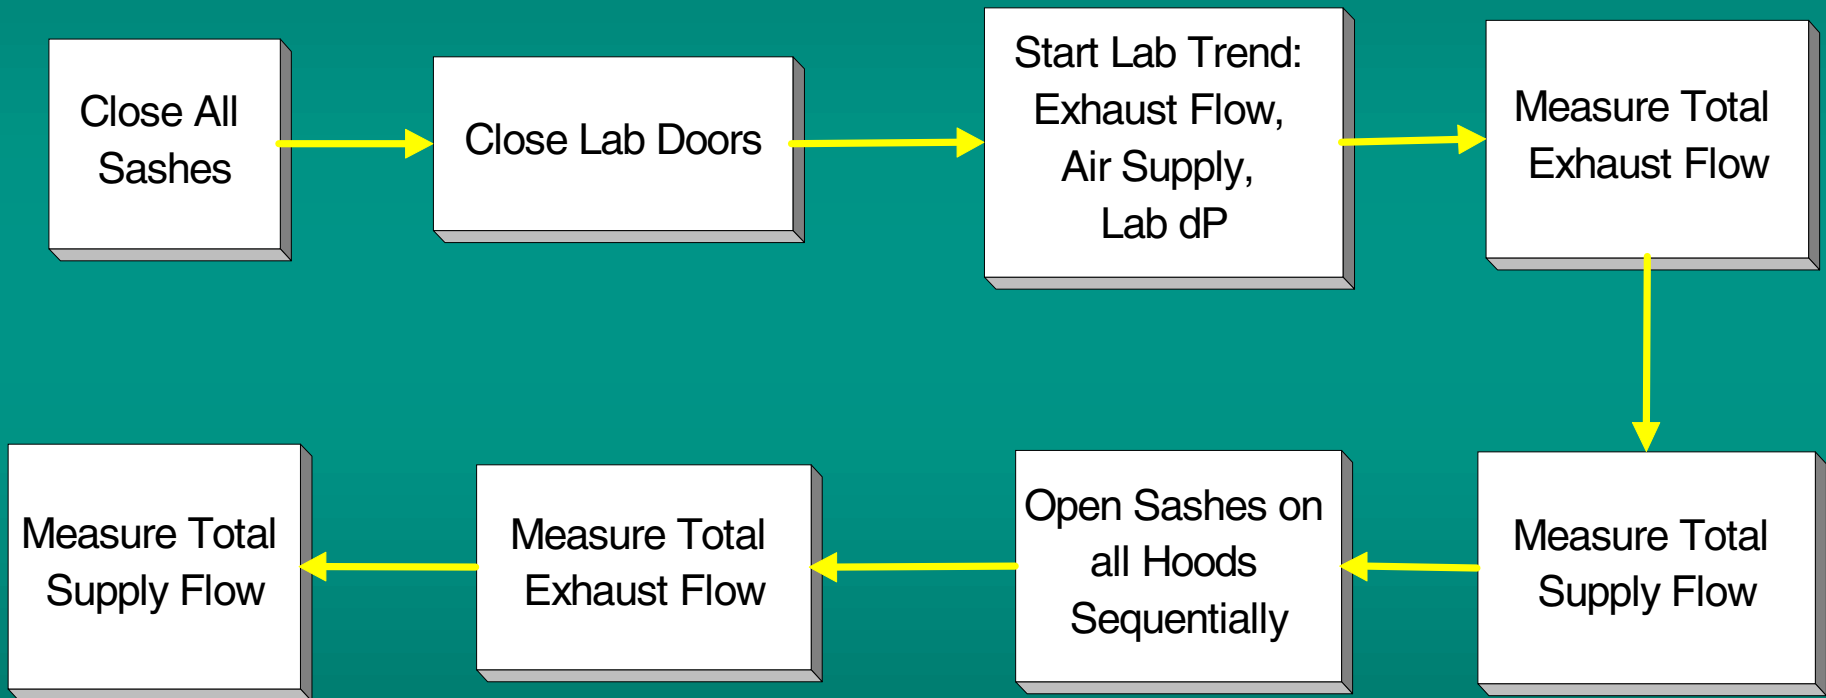 Close All
Sashes
Close Lab Doors
Start Lab Trend:
Exhaust Flow,
Air Supply,
Lab dP
Measure Total
Exhaust Flow
Measure Total
Supply Flow
Open Sashes on
all Hoods
Sequentially
Measure Total
Exhaust Flow
Measure Total
Supply Flow